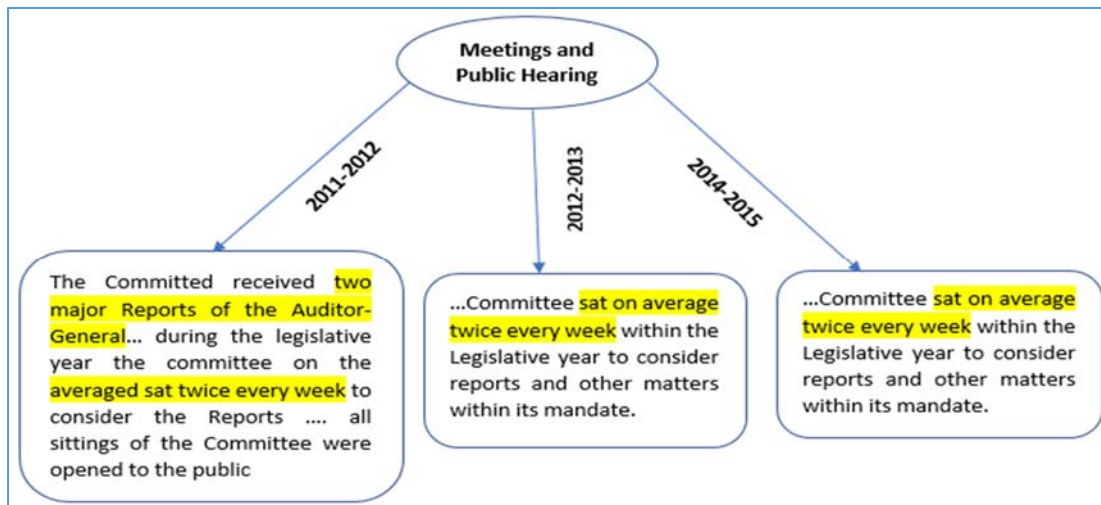 Meetings and
Public Hearing
2011-2012
2012-2013
2014-2015
The Committed received two
major Reports of the Auditor-
General... during the legislative
year the committee on the
averaged sat twice every week to
consider the Reports .... all
sittings of the Committee were
opened to the public
...Committee sat on average
twice every week within the
Legislative year to consider
reports and other matters
within its mandate.
...Committee sat on average
twice every week within the
Legislative year to consider
reports and other matters
within its mandate.